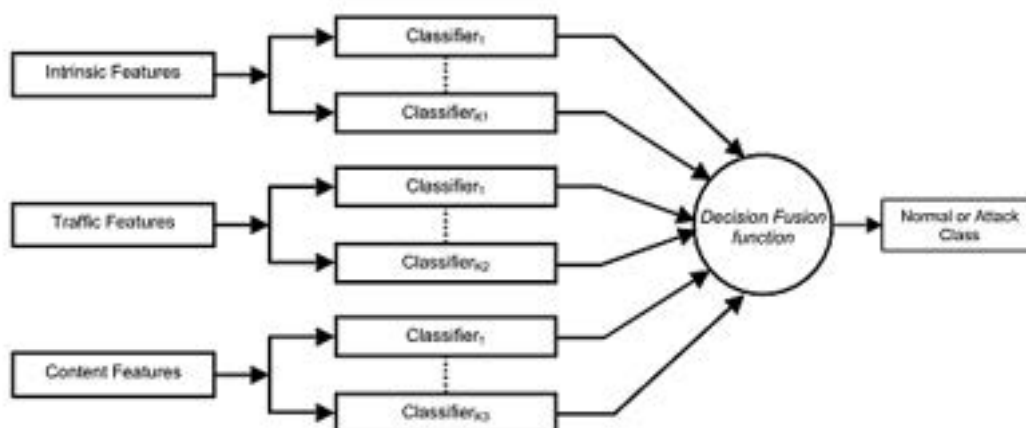 Classifier₁
Intrinsic Features
Classifierₖ₁
Classifier₁
Traffic Features
Classifierₖ₂
Decision Fusion
function
Normal or Attack
Class
Classifier₁
Content Features
Classifierₖ₃